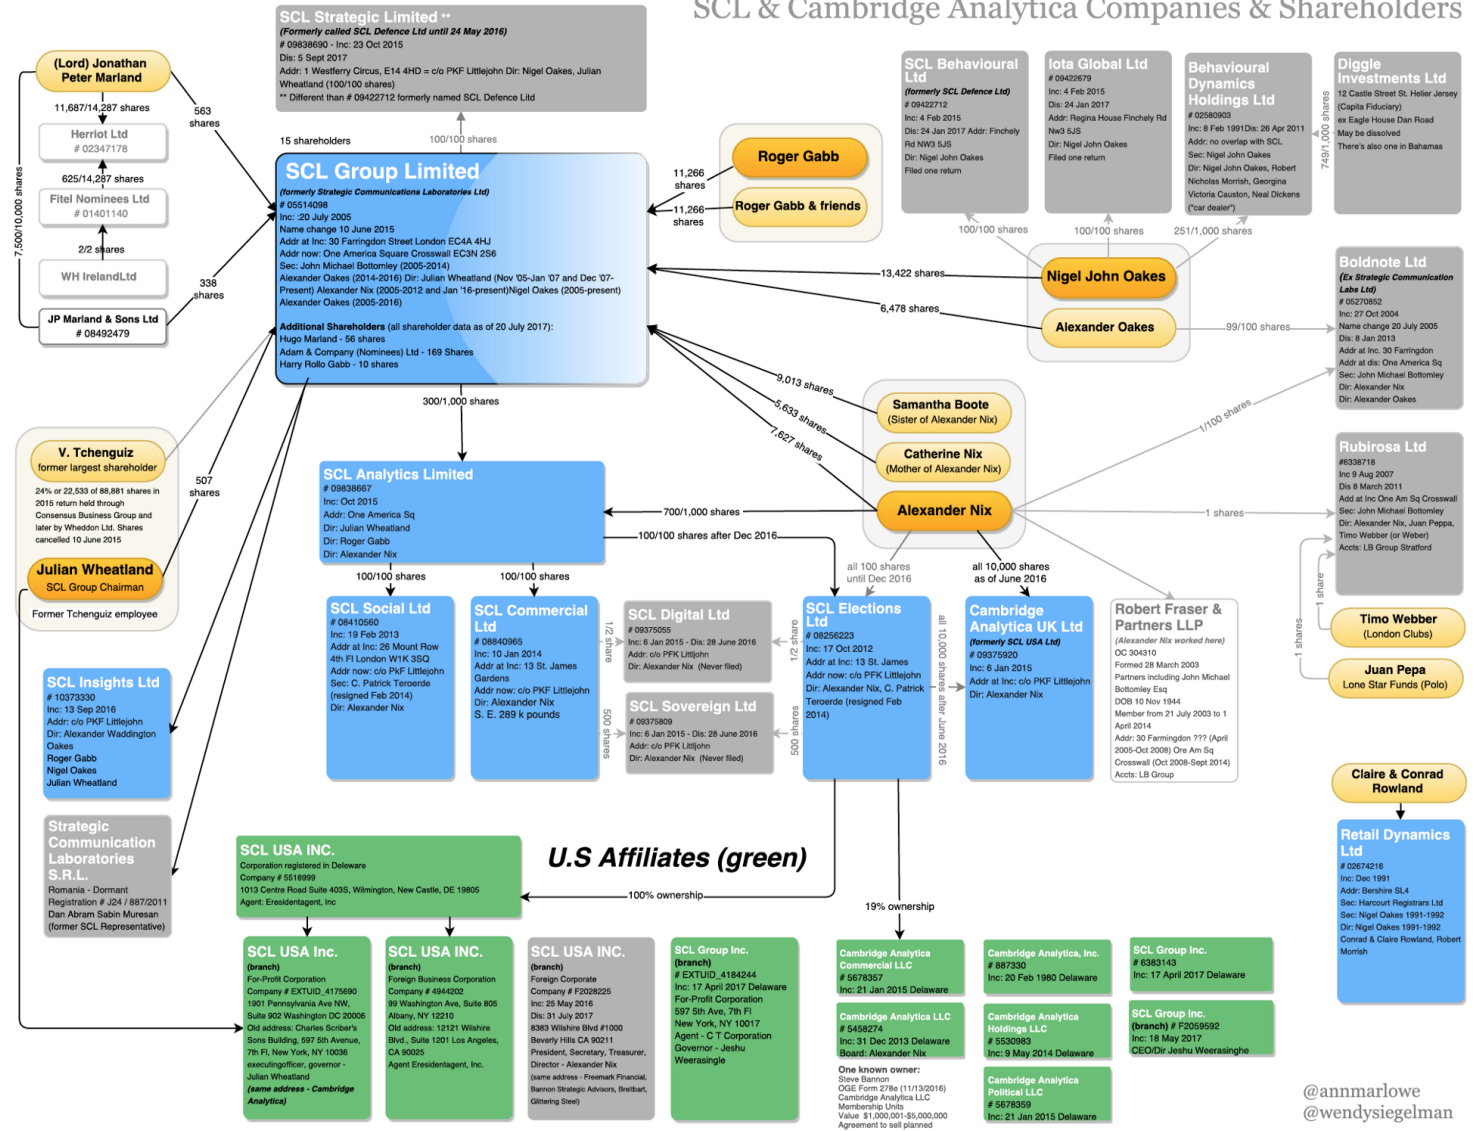 SCL & Cambridge Analytica Companies & Shareholders
SCL Strategic Limited **
(Formerly called SCL Defence Ltd until 24 May 2016)
# 09838690 - Inc: 23 Oct 2015
Dis: 5 Sept 2017
Addr: 1 Westferry Circus, E14 4HD = c/o PKF Littlejohn Dir: Nigel Oakes, Julian
Wheatland (100/100 shares)
** Different than # 09422712 formerly named SCL Defence Litd
(Lord) Jonathan
Peter Marland
11,687/14,287 shares
563
shares
Herriot Ltd
# 02347178
625/14,287 shares
Fitel Nominees Ltd
# 01401140
2/2 shares
WH IrelandLtd
7,500/10,000 shares
338
shares
JP Marland & Sons Ltd
# 08492479
15 shareholders
100/100 shares
SCL Group Limited
(formerly Strategic Communications Laboratories Ltd)
# 05514098
Inc: :20 July 2005
Name change 10 June 2015
Addr at Inc: 30 Farringdon Street London EC4A 4HJ
Addr now: One America Square Crosswall EC3N 2S6
Sec: John Michael Bottomley (2005-2014)
Alexander Oakes (2014-2016) Dir: Julian Wheatland (Nov '05-Jan '07 and Dec '07-
Present) Alexander Nix (2005-2012 and Jan '16-present)Nigel Oakes (2005-present)
Alexander Oakes (2005-2016)
Additional Shareholders (all shareholder data as of 20 July 2017):
Hugo Marland - 56 shares
Adam & Company (Nominees) Ltd - 169 Shares
Harry Rollo Gabb - 10 shares
Roger Gabb
11,266
shares
11,266
shares
Roger Gabb & friends
SCL Behavioural
Ltd
(formerly SCL Defence Ltd)
# 09422712
Inc: 4 Feb 2015
Dis: 24 Jan 2017 Addr: Finchely
Rd NW3 5JS
Dir: Nigel John Oakes
Filed one return
Iota Global Ltd
# 09422679
Inc: 4 Feb 2015
Dis: 24 Jan 2017
Addr: Regina House Finchely Rd
Nw3 5JS
Dir: Nigel John Oakes
Filed one return
Behavioural
Dynamics
Holdings Ltd
# 02580903
Inc: 8 Feb 1991Dis: 26 Apr 2011
Addr: no overlap with SCL
Sec: Nigel John Oakes
Dir: Nigel John Oakes, Robert
Nicholas Morrish, Georgina
Victoria Causton, Neal Dickens
("car dealer")
749/1,000 shares
Diggle
Investments Ltd
12 Castle Street St. Helier Jersey
(Capita Fiduciary)
ex Eagle House Dan Road
May be dissolved
There's also one in Bahamas
100/100 shares
100/100 shares
251/1,000 shares
Nigel John Oakes
13,422 shares
6,478 shares
Alexander Oakes
99/100 shares
Boldnote Ltd
(Ex Strategic Communication
Labs Ltd)
# 05270852
Inc: 27 Oct 2004
Name change 20 July 2005
Dis: 8 Jan 2013
Addr at Inc. 30 Farringdon
Addr at dis: One America Sq
Sec: John Michael Bottomley
Dir: Alexander Nix
Dir: Alexander Oakes
1/100 shares
9,013 shares
5,633 shares
7,627 shares
Samantha Boote
(Sister of Alexander Nix)
Catherine Nix
(Mother of Alexander Nix)
Alexander Nix
1 shares
Rubirosa Ltd
#6338718
Inc 9 Aug 2007
Dis 8 March 2011
Add at Inc One Am Sq Crosswall
Sec: John Michael Bottomley
Dir: Alexander Nix, Juan Peppa,
Timo Webber (or Weber)
Accts: LB Group Stratford
1 share
1 shares
Timo Webber
(London Clubs)
Juan Pepa
Lone Star Funds (Polo)
V. Tchenguiz
former largest shareholder
24% or 22,533 of 88,881 shares in
2015 return held through
Consensus Business Group and
later by Wheddon Ltd. Shares
cancelled 10 June 2015
507
shares
Julian Wheatland
SCL Group Chairman
Former Tchenguiz employee
300/1,000 shares
SCL Analytics Limited
# 09838667
Inc: Oct 2015
Addr: One America Sq
Dir: Julian Wheatland
Dir: Roger Gabb
Dir: Alexander Nix
700/1,000 shares
100/100 shares after Dec 2016
100/100 shares
100/100 shares
all 100 shares
until Dec 2016
all 10,000 shares
as of June 2016
SCL Social Ltd
# 08410560
Inc: 19 Feb 2013
Addr at Inc: 26 Mount Row
4th Fl London W1K 3SQ
Addr now: c/o PKF Littlejohn
Sec: C. Patrick Teroerde
(resigned Feb 2014)
Dir: Alexander Nix
SCL Commercial
Ltd
# 08840965
Inc: 10 Jan 2014
Addr at Inc: 13 St. James
Gardens
Addr now: c/o PKF Littlejohn
Dir: Alexander Nix
S. E. 289 k pounds
1/2 share
500 shares
SCL Digital Ltd
# 09375055
Inc: 6 Jan 2015 - Dis: 28 June 2016
Addr: c/o PFK Littljohn
Dir: Alexander Nix (Never filed)
SCL Sovereign Ltd
# 09375809
Inc: 6 Jan 2015 - Dis: 28 June 2016
Addr: c/o PFK Littljohn
Dir: Alexander Nix (Never filed)
1/2 share
500 shares
SCL Elections
Ltd
# 08256223
Inc: 17 Oct 2012
Addr at Inc: 13 St. James
Addr now: c/o PFK Littlejohn
Dir: Alexander Nix, C. Patrick
Teroerde (resigned Feb
2014)
all 10,000 shares after June 2016
Cambridge
Analytica UK Ltd
(formerly SCL USA Ltd)
# 09375920
Inc: 6 Jan 2015
Addr at Inc: c/o PKF Littlejohn
Dir: Alexander Nix
Robert Fraser &
Partners LLP
(Alexander Nix worked here)
OC 304310
Formed 28 March 2003
Partners including John Michael
Bottomley Esq
DOB 10 Nov 1944
Member from 21 July 2003 to 1
April 2014
Addr: 30 Farmingdon ??? (April
2005-Oct 2008) Ore Am Sq
Crosswall (Oct 2008-Sept 2014)
Accts: LB Group
SCL Insights Ltd
# 10373330
Inc: 13 Sep 2016
Addr: c/o PKF Littlejohn
Dir: Alexander Waddington
Oakes
Roger Gabb
Nigel Oakes
Julian Wheatland
Strategic
Communication
Laboratories
S.R.L.
Romania - Dormant
Registration # J24 / 887/2011
Dan Abram Sabin Muresan
(former SCL Representative)
Claire & Conrad
Rowland
Retail Dynamics
Ltd
# 02674216
Inc: Dec 1991
Addr: Bershire SL4
Sec: Harcourt Registrars Ltd
Sec: Nigel Oakes 1991-1992
Dir: Nigel Oakes 1991-1992
Conrad & Claire Rowland, Robert
Morrish
U.S Affiliates (green)
SCL USA INC.
Corporation registered in Deleware
Company # 5518999
1013 Centre Road Suite 403S, Wilmington, New Castle, DE 19805
Agent: Eresidentagent, Inc
100% ownership
19% ownership
SCL USA Inc.
(branch)
For-Profit Corporation
Company # EXTUID_4175690
1901 Pennsylvania Ave NW,
Suite 902 Washington DC 20006
Old address: Charles Scriber's
Sons Building, 597 5th Avenue,
7th Fl, New York, NY 10036
executingofficer, governor -
Julian Wheatland
(same address - Cambridge
Analytica)
SCL USA INC.
(branch)
Foreign Business Corporation
Company # 4944202
99 Washington Ave, Suite 805
Albany, NY 12210
Old address: 12121 Wilshire
Blvd., Suite 1201 Los Angeles,
CA 90025
Agent Eresidentagent, Inc.
SCL USA INC.
(branch)
Foreign Corporate
Company # F2028225
Inc: 25 May 2016
Dis: 31 July 2017
8383 Wilshire Blvd #1000
Beverly Hills CA 90211
President, Secretary, Treasurer,
Director - Alexander Nix
(same address - Freemark Financial,
Bannon Strategic Advisors, Breitbart,
Glittering Steel)
SCL Group Inc.
(branch)
# EXTUID_4184244
Inc: 17 April 2017 Delaware
For-Profit Corporation
597 5th Ave, 7th Fl
New York, NY 10017
Agent - C T Corporation
Governor - Jeshu
Weerasingle
Cambridge Analytica
Commercial LLC
# 5678357
Inc: 21 Jan 2015 Delaware
Cambridge Analytica LLC
# 5458274
Inc: 31 Dec 2013 Delaware
Board: Alexander Nix
One known owner:
Steve Bannon
OGE Form 278e (11/13/2016)
Cambridge Analytica LLC
Membership Units
Value $1,000,001-$5,000,000
Agreement to sell planned
Cambridge Analytica, Inc.
# 887330
Inc: 20 Feb 1980 Delaware
Cambridge Analytica
Holdings LLC
# 5530983
Inc: 9 May 2014 Delaware
Cambridge Analytica
Political LLC
# 5678359
Inc: 21 Jan 2015 Delaware
SCL Group Inc.
# 6383143
Inc: 17 April 2017 Delaware
SCL Group Inc.
(branch) # F2059592
Inc: 18 May 2017
CEO/Dir Jeshu Weerasinghe
@annmarlowe
@wendysiegelman